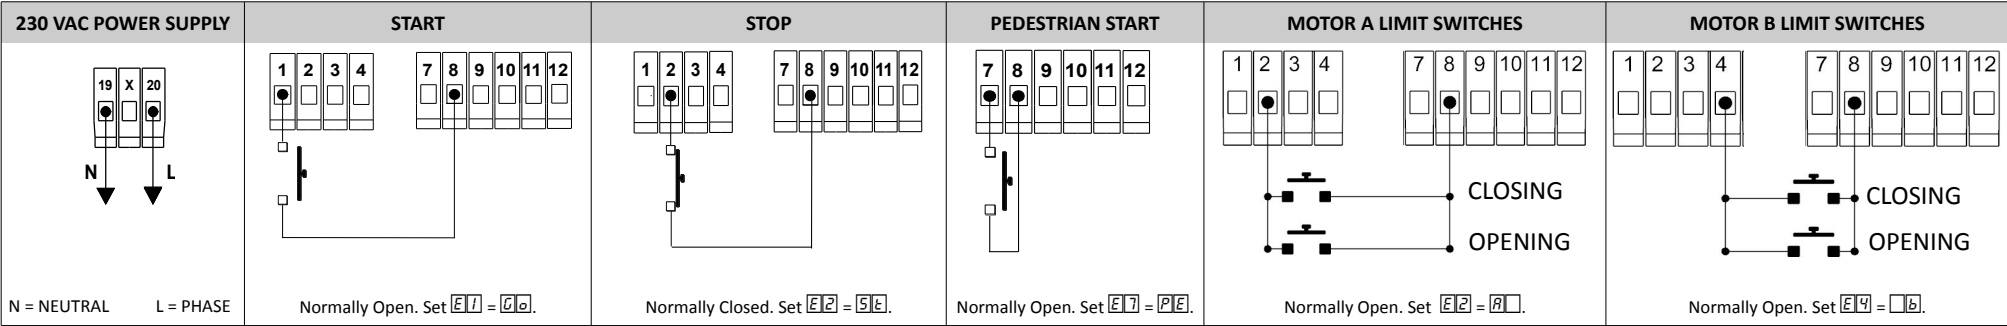 230 VAC POWER SUPPLY
19 X 20
N L
N = NEUTRAL L = PHASE
START
1 2 3 4 7 8 9 10 11 12
Normally Open. Set E1 = Go.
STOP
1 2 3 4 7 8 9 10 11 12
Normally Closed. Set E2 = St.
PEDESTRIAN START
7 8 9 10 11 12
Normally Open. Set E7 = PE.
MOTOR A LIMIT SWITCHES
1 2 3 4 7 8 9 10 11 12
CLOSING
OPENING
Normally Open. Set E2 = A .
MOTOR B LIMIT SWITCHES
1 2 3 4 7 8 9 10 11 12
CLOSING
OPENING
Normally Open. Set E4 = b.